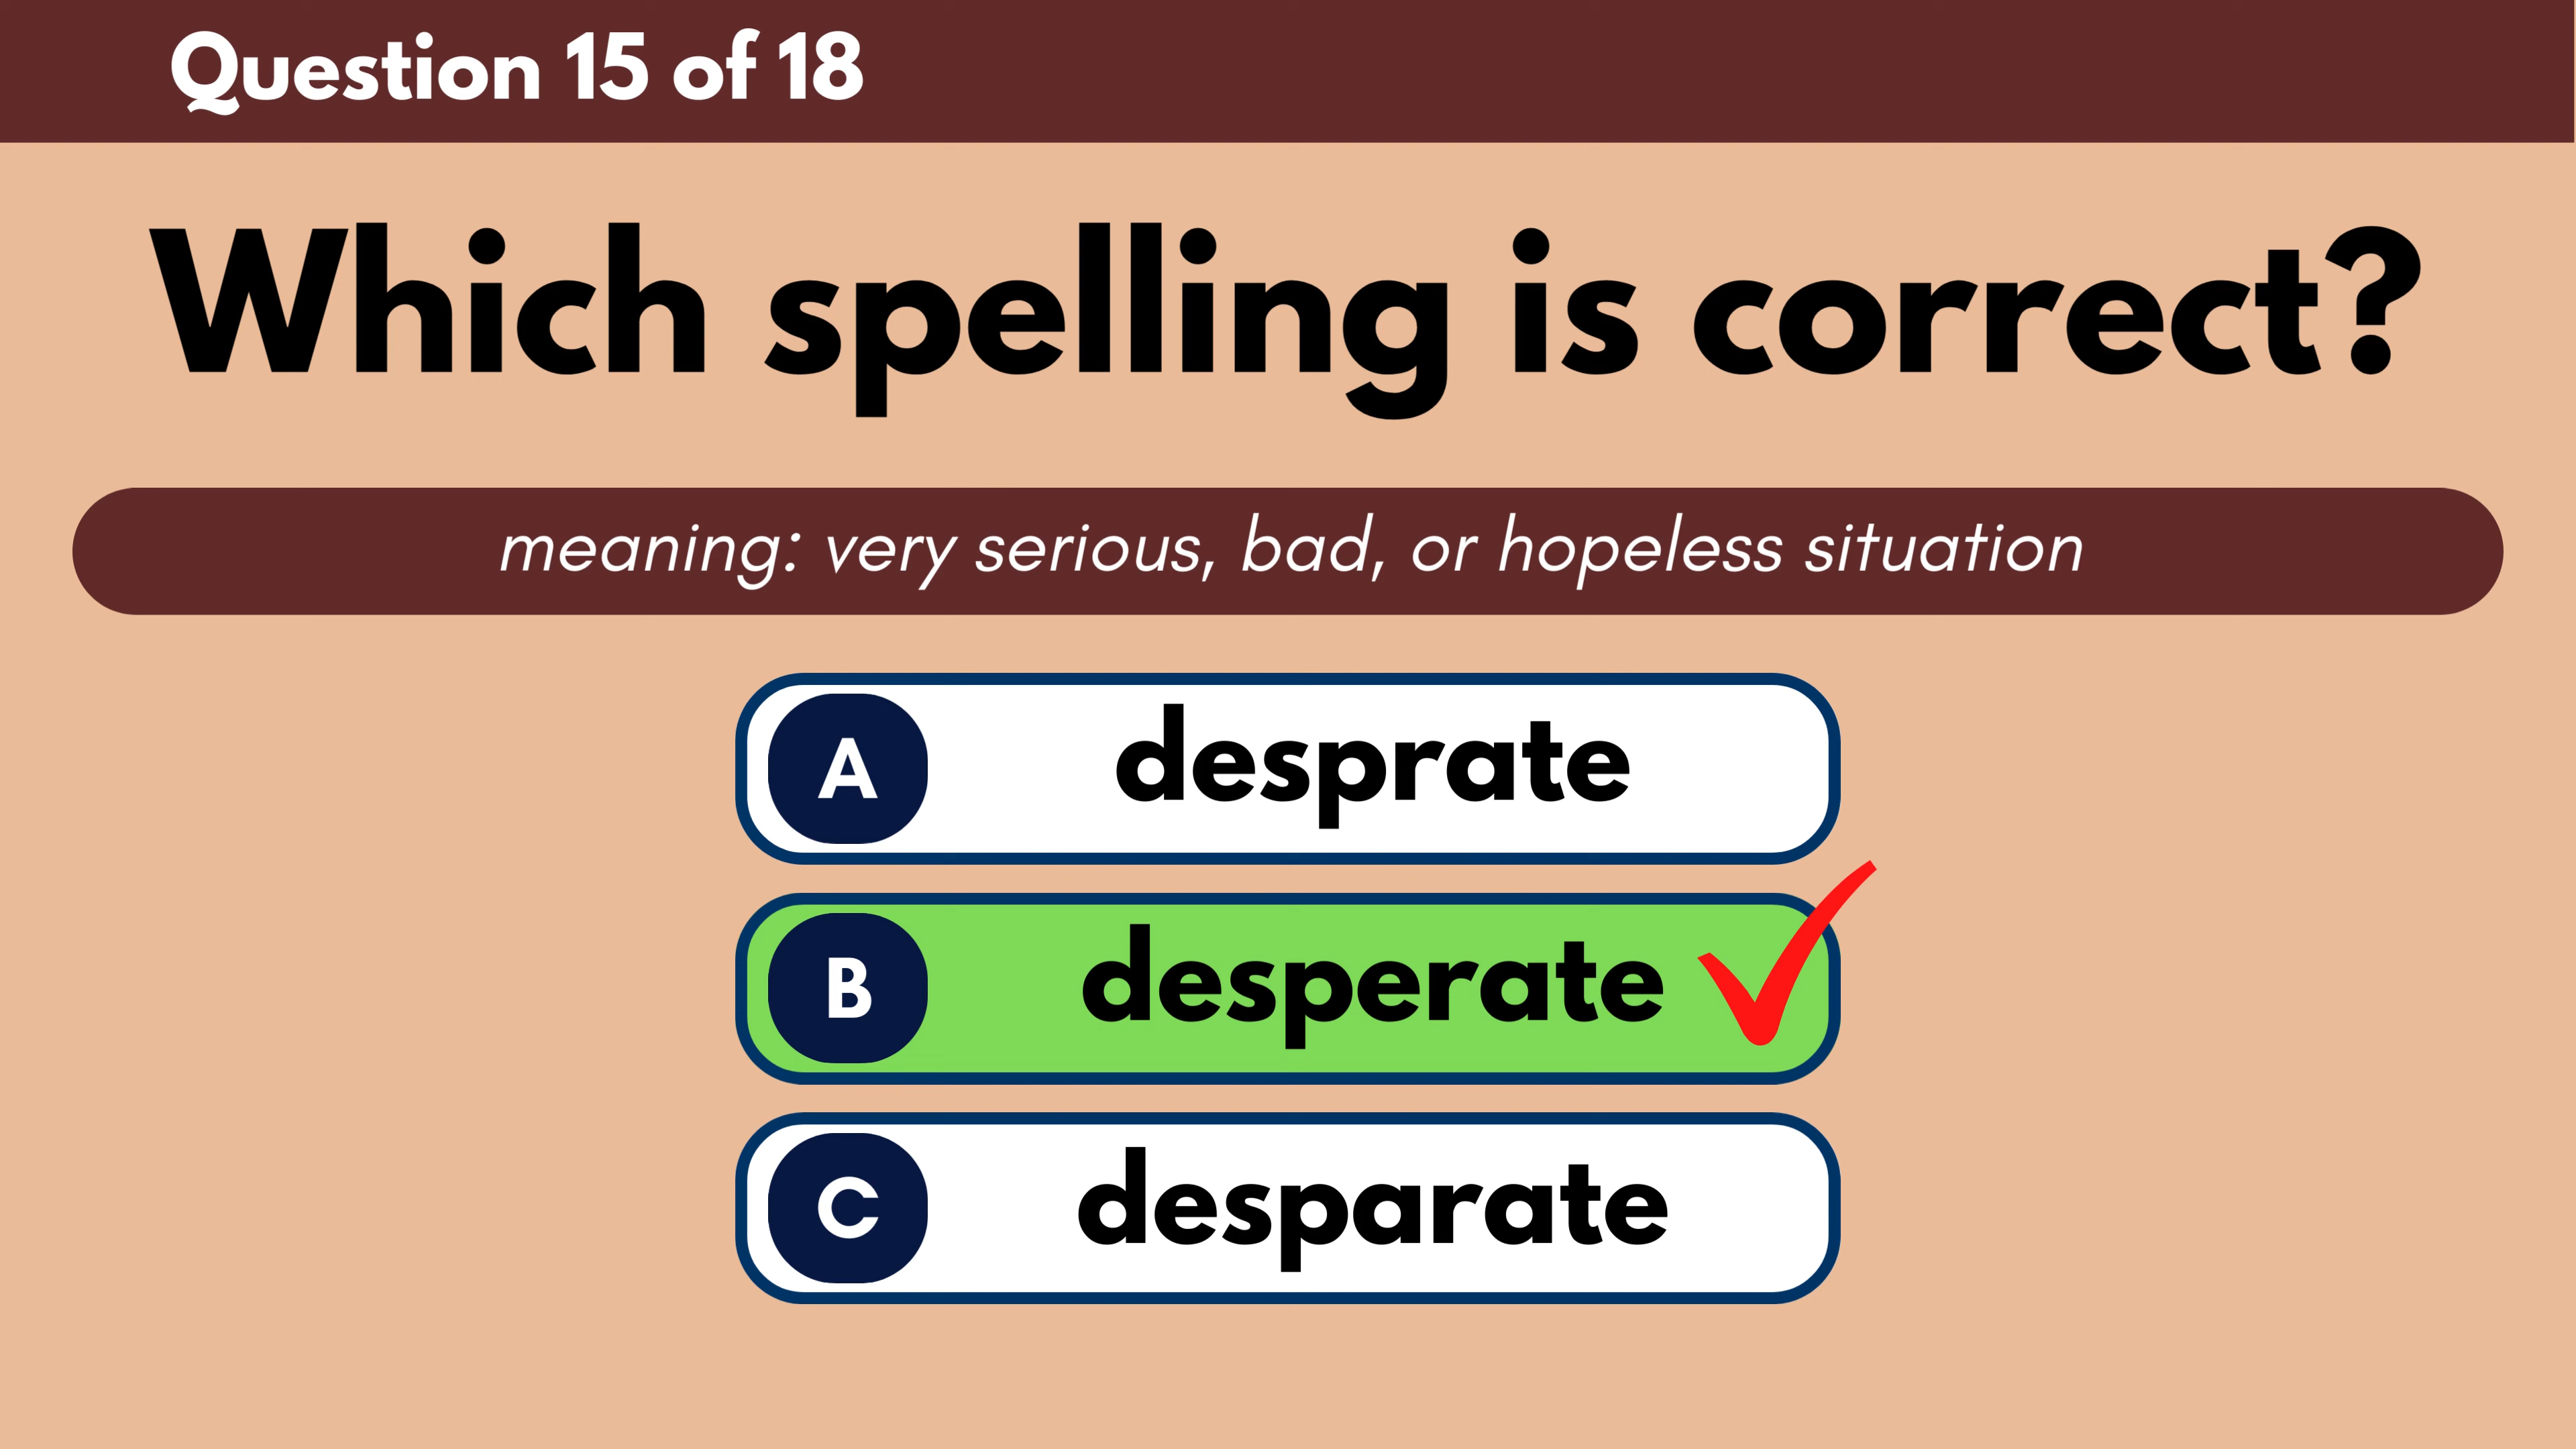 Question 15 of 18
Which spelling is correct?
meaning: very serious, bad, or hopeless situation
A desprate
B desperate
C desparate